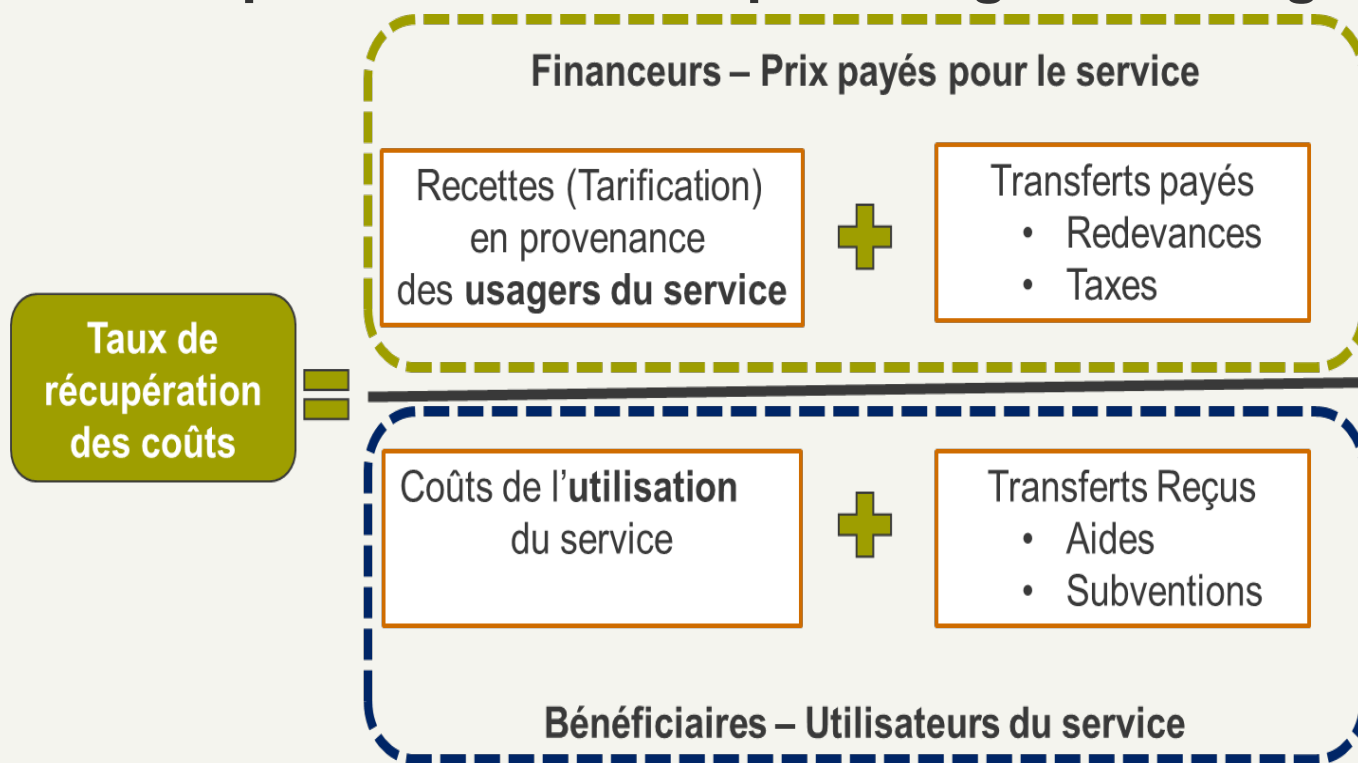 Financeurs – Prix payés pour le service
Recettes (Tarification)
en provenance
des usagers du service
Transferts payés
• Redevances
• Taxes
Taux de
récupération
des coûts
Coûts de l'utilisation
du service
Transferts Reçus
• Aides
• Subventions
Bénéficiaires – Utilisateurs du service